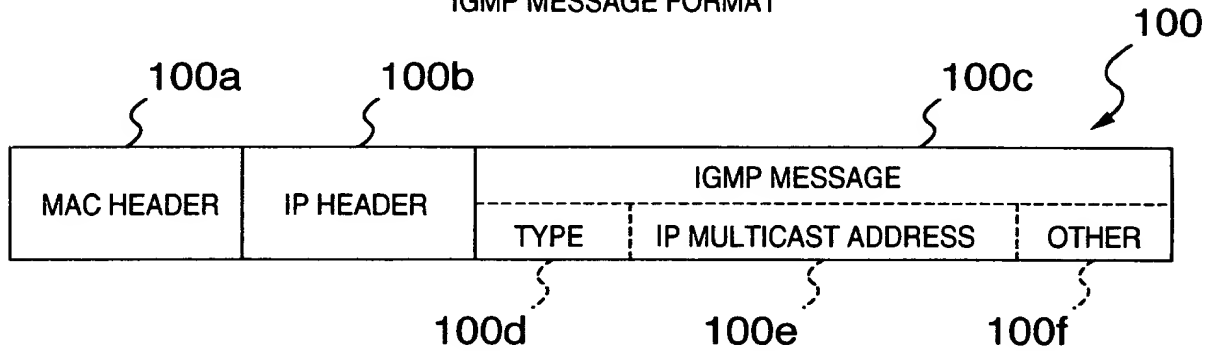 IGMP MESSAGE FORMAT
100
100a
100b
100c
MAC HEADER
IP HEADER
IGMP MESSAGE
TYPE
IP MULTICAST ADDRESS
OTHER
100d
100e
100f